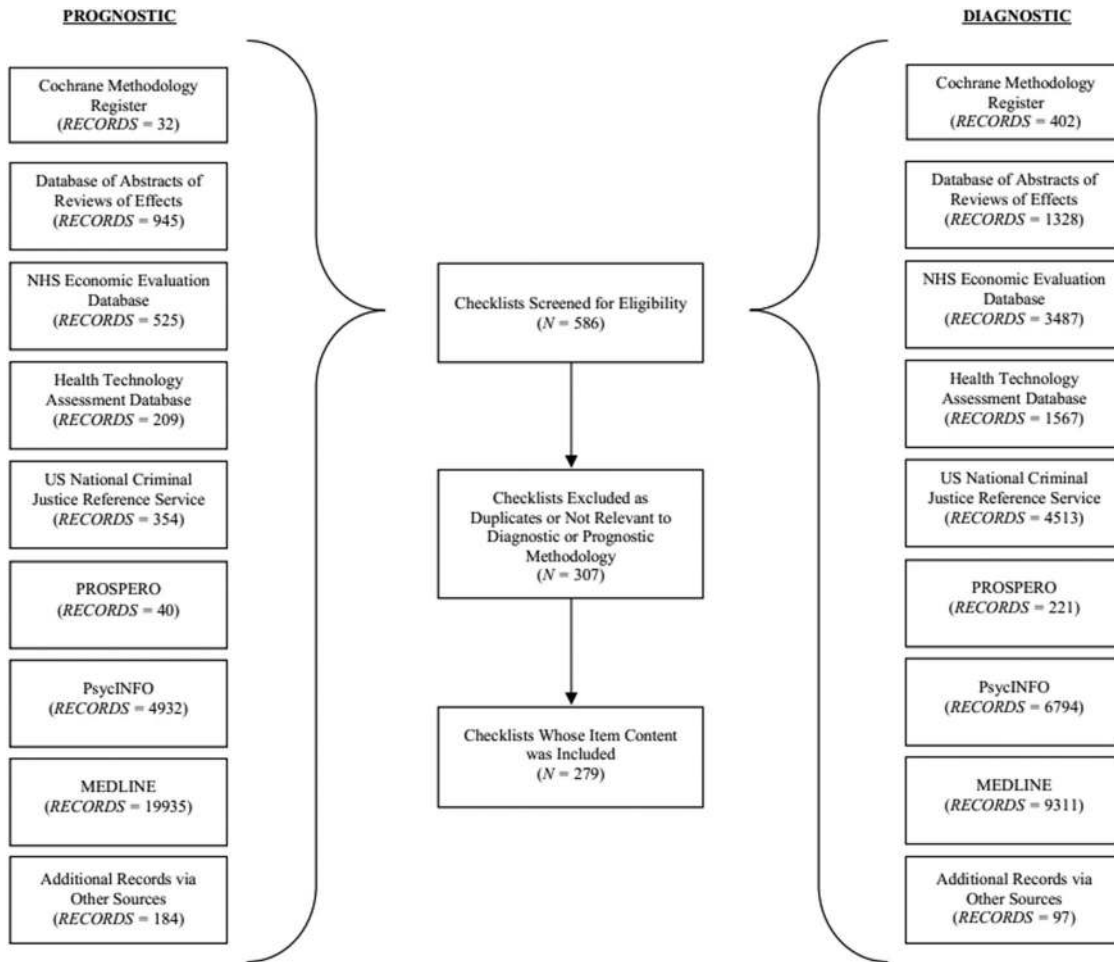 PROGNOSTIC
Cochrane Methodology
Register
(RECORDS = 32)
Database of Abstracts of
Reviews of Effects
(RECORDS = 945)
NHS Economic Evaluation
Database
(RECORDS = 525)
Health Technology
Assessment Database
(RECORDS = 209)
US National Criminal
Justice Reference Service
(RECORDS = 354)
PROSPERO
(RECORDS = 40)
PsycINFO
(RECORDS = 4932)
MEDLINE
(RECORDS = 19935)
Additional Records via
Other Sources
(RECORDS = 184)
Checklists Screened for Eligibility
(N = 586)
Checklists Excluded as
Duplicates or Not Relevant to
Diagnostic or Prognostic
Methodology
(N = 307)
Checklists Whose Item Content
was Included
(N = 279)
DIAGNOSTIC
Cochrane Methodology
Register
(RECORDS = 402)
Database of Abstracts of
Reviews of Effects
(RECORDS = 1328)
NHS Economic Evaluation
Database
(RECORDS = 3487)
Health Technology
Assessment Database
(RECORDS = 1567)
US National Criminal
Justice Reference Service
(RECORDS = 4513)
PROSPERO
(RECORDS = 221)
PsycINFO
(RECORDS = 6794)
MEDLINE
(RECORDS = 9311)
Additional Records via
Other Sources
(RECORDS = 97)